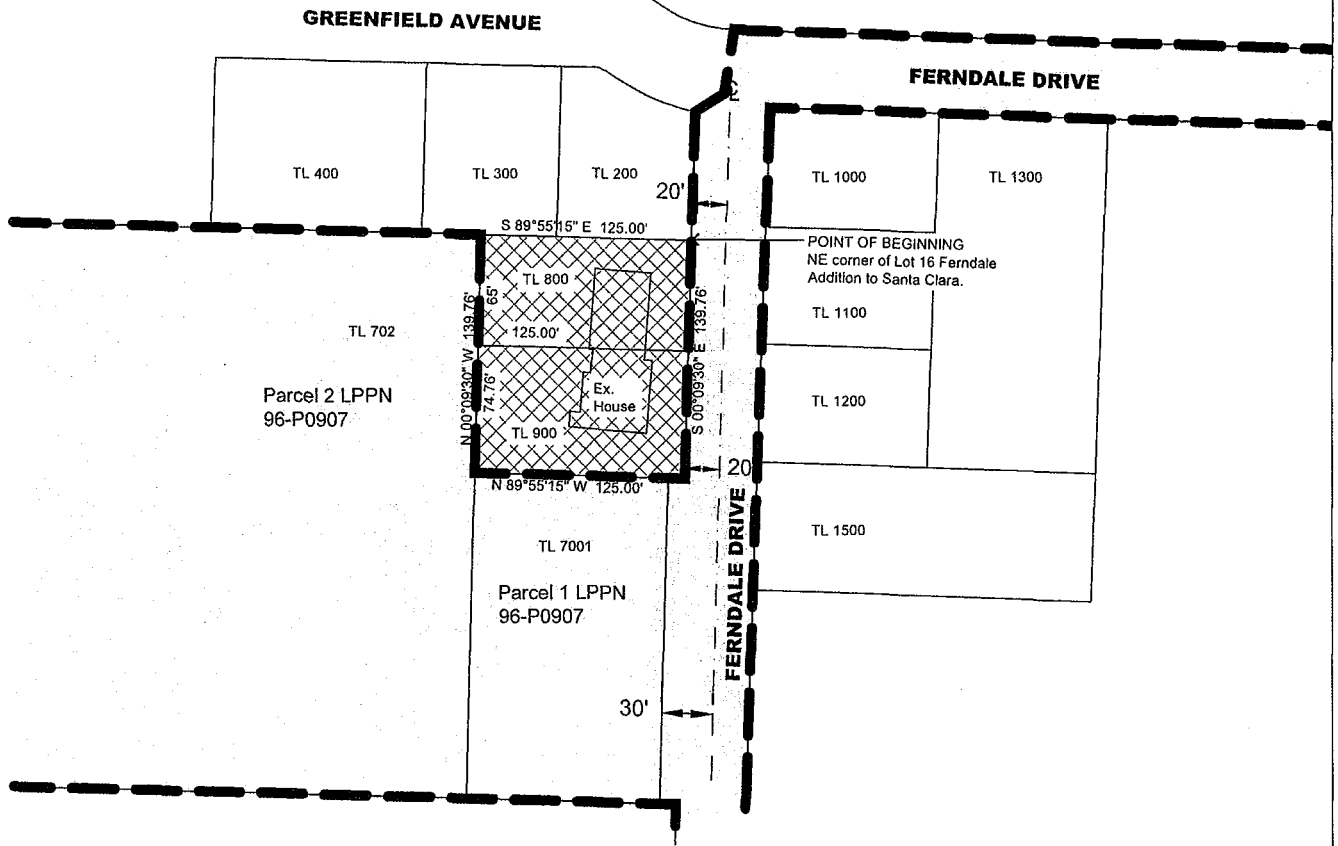 GREENFIELD AVENUE
FERNDALE DRIVE
TL 400
TL 300
TL 200
20'
TL 1000
TL 1300
S 89°55'15" E 125.00'
POINT OF BEGINNING
NE corner of Lot 16 Ferndale
Addition to Santa Clara.
TL 800
65'
N 00°09'30" W 139.76'
S 00°09'30" E 139.76'
TL 702
125.00'
TL 1100
Parcel 2 LPPN
96-P0907
74.76'
Ex.
House
TL 1200
TL 900
20
N 89°55'15" W 125.00'
FERNDALE DRIVE
TL 7001
TL 1500
Parcel 1 LPPN
96-P0907
30'